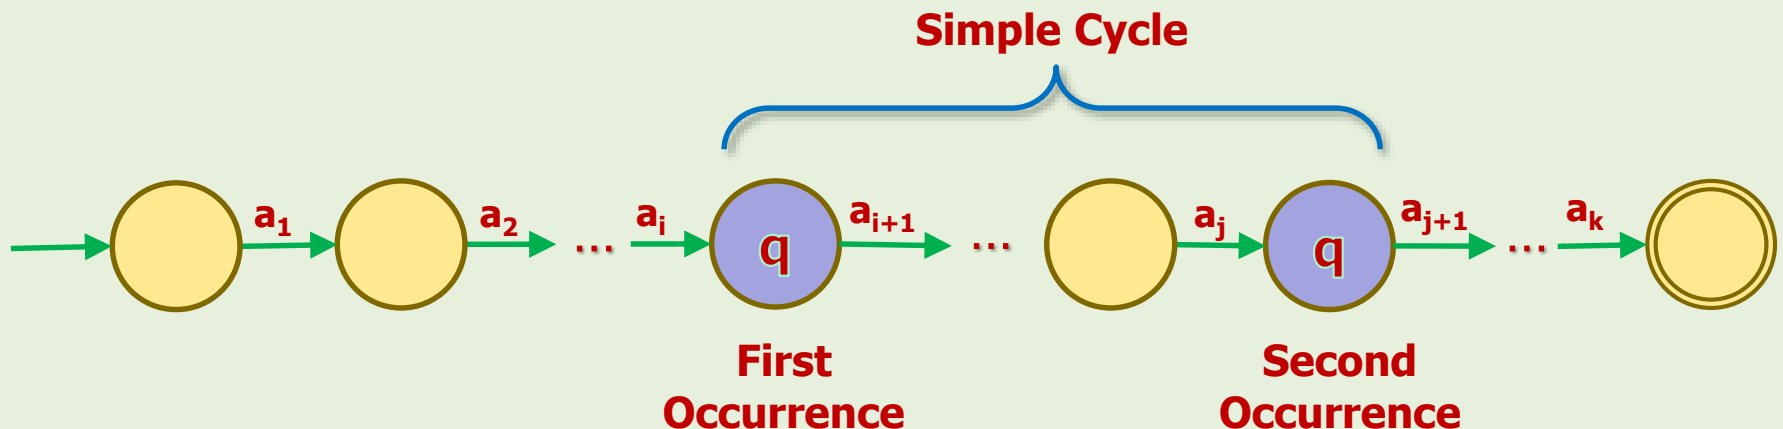 Simple Cycle
a1 a2 ... ai q ai+1 ... aj q aj+1 ... ak
First Occurrence
Second Occurrence